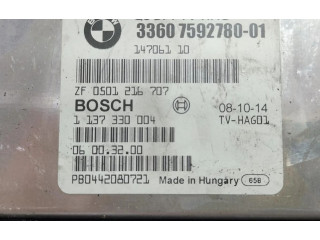 3360 7592780-01
147061 10
ZF 0501 216 707
BOSCH
08-10-14
1 137 330 004
TV-HAG01
06 00.32.00
PB0442080721
Made in Hungary
656